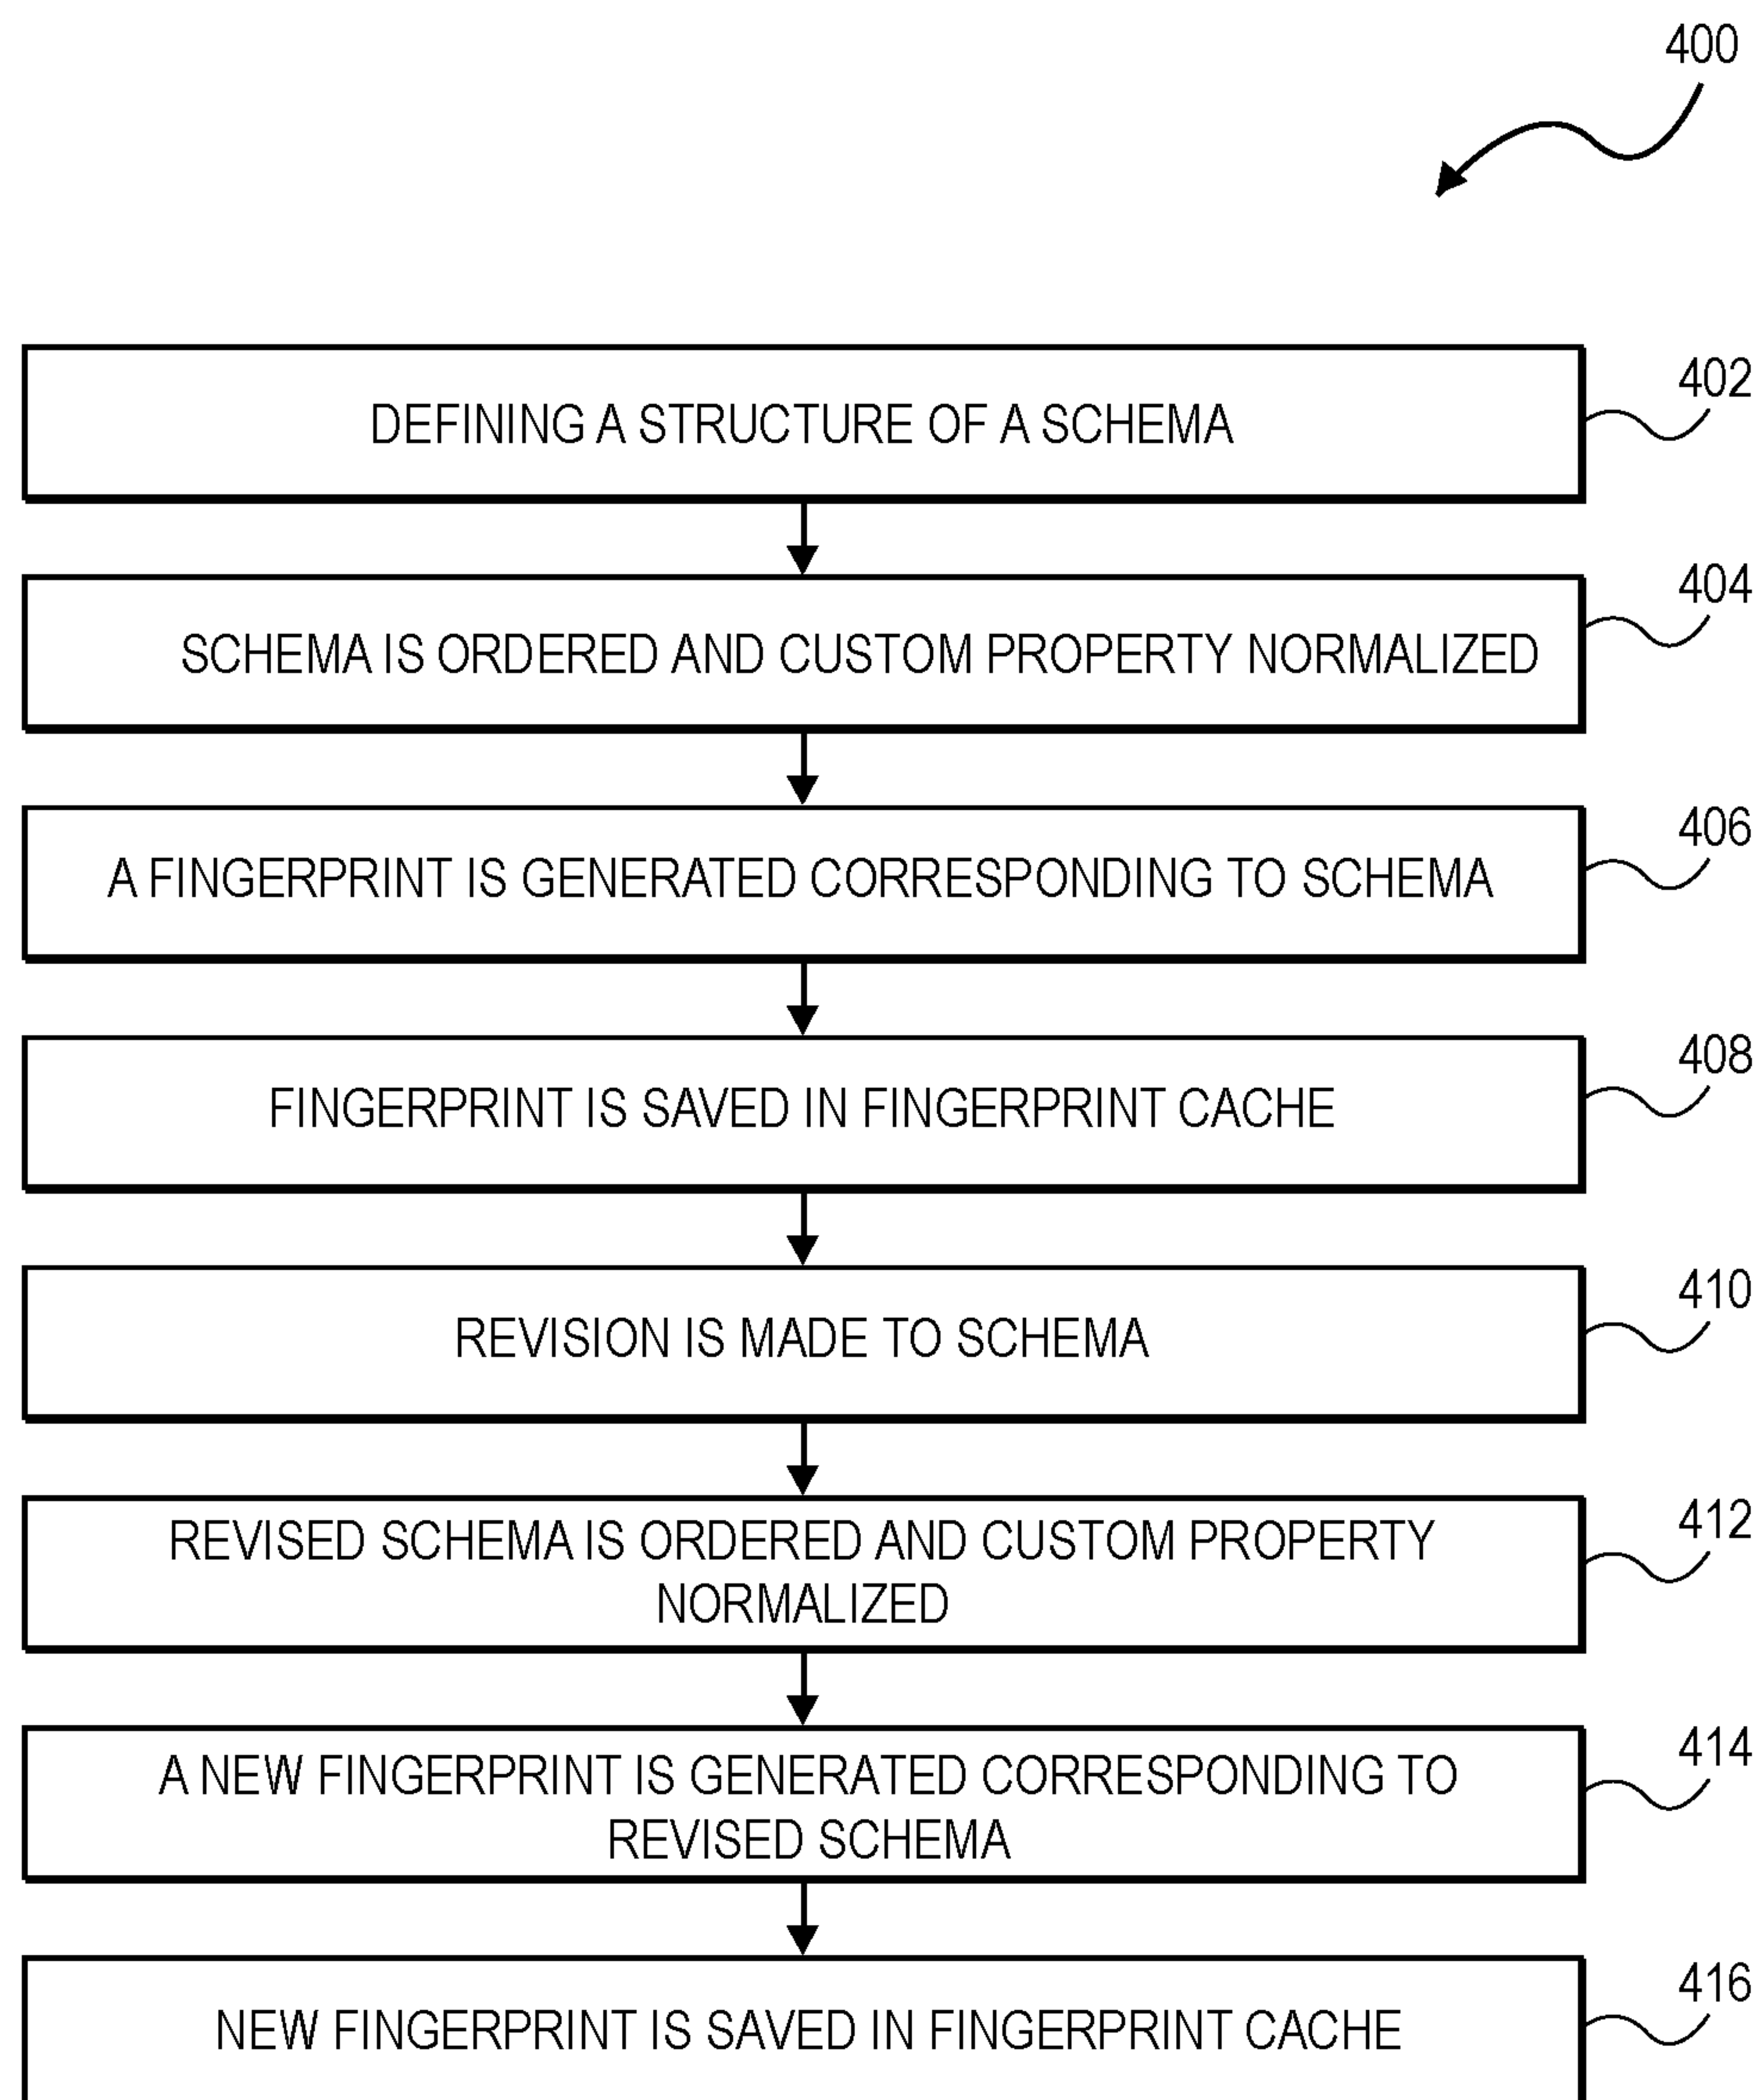 400
DEFINING A STRUCTURE OF A SCHEMA
402
SCHEMA IS ORDERED AND CUSTOM PROPERTY NORMALIZED
404
A FINGERPRINT IS GENERATED CORRESPONDING TO SCHEMA
406
FINGERPRINT IS SAVED IN FINGERPRINT CACHE
408
REVISION IS MADE TO SCHEMA
410
REVISED SCHEMA IS ORDERED AND CUSTOM PROPERTY
NORMALIZED
412
A NEW FINGERPRINT IS GENERATED CORRESPONDING TO
REVISED SCHEMA
414
NEW FINGERPRINT IS SAVED IN FINGERPRINT CACHE
416